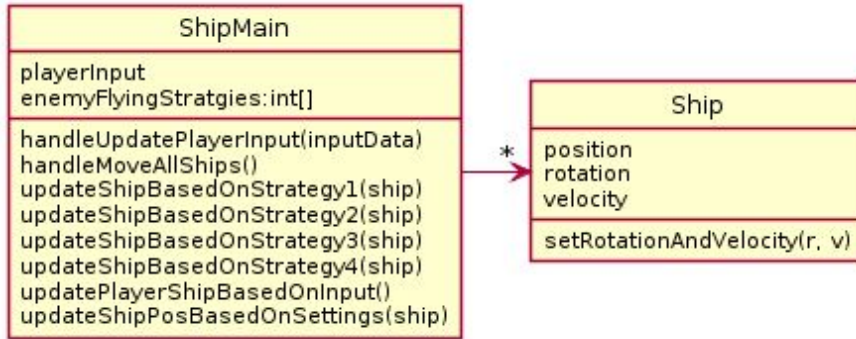 ShipMain
playerInput
enemyFlyingStratgies:int[]
handleUpdatePlayerInput(inputData)
handleMoveAllShips()
updateShipBasedOnStrategy1(ship)
updateShipBasedOnStrategy2(ship)
updateShipBasedOnStrategy3(ship)
updateShipBasedOnStrategy4(ship)
updatePlayerShipBasedOnInput()
updateShipPosBasedOnSettings(ship)
*
Ship
position
rotation
velocity
setRotationAndVelocity(r, v)